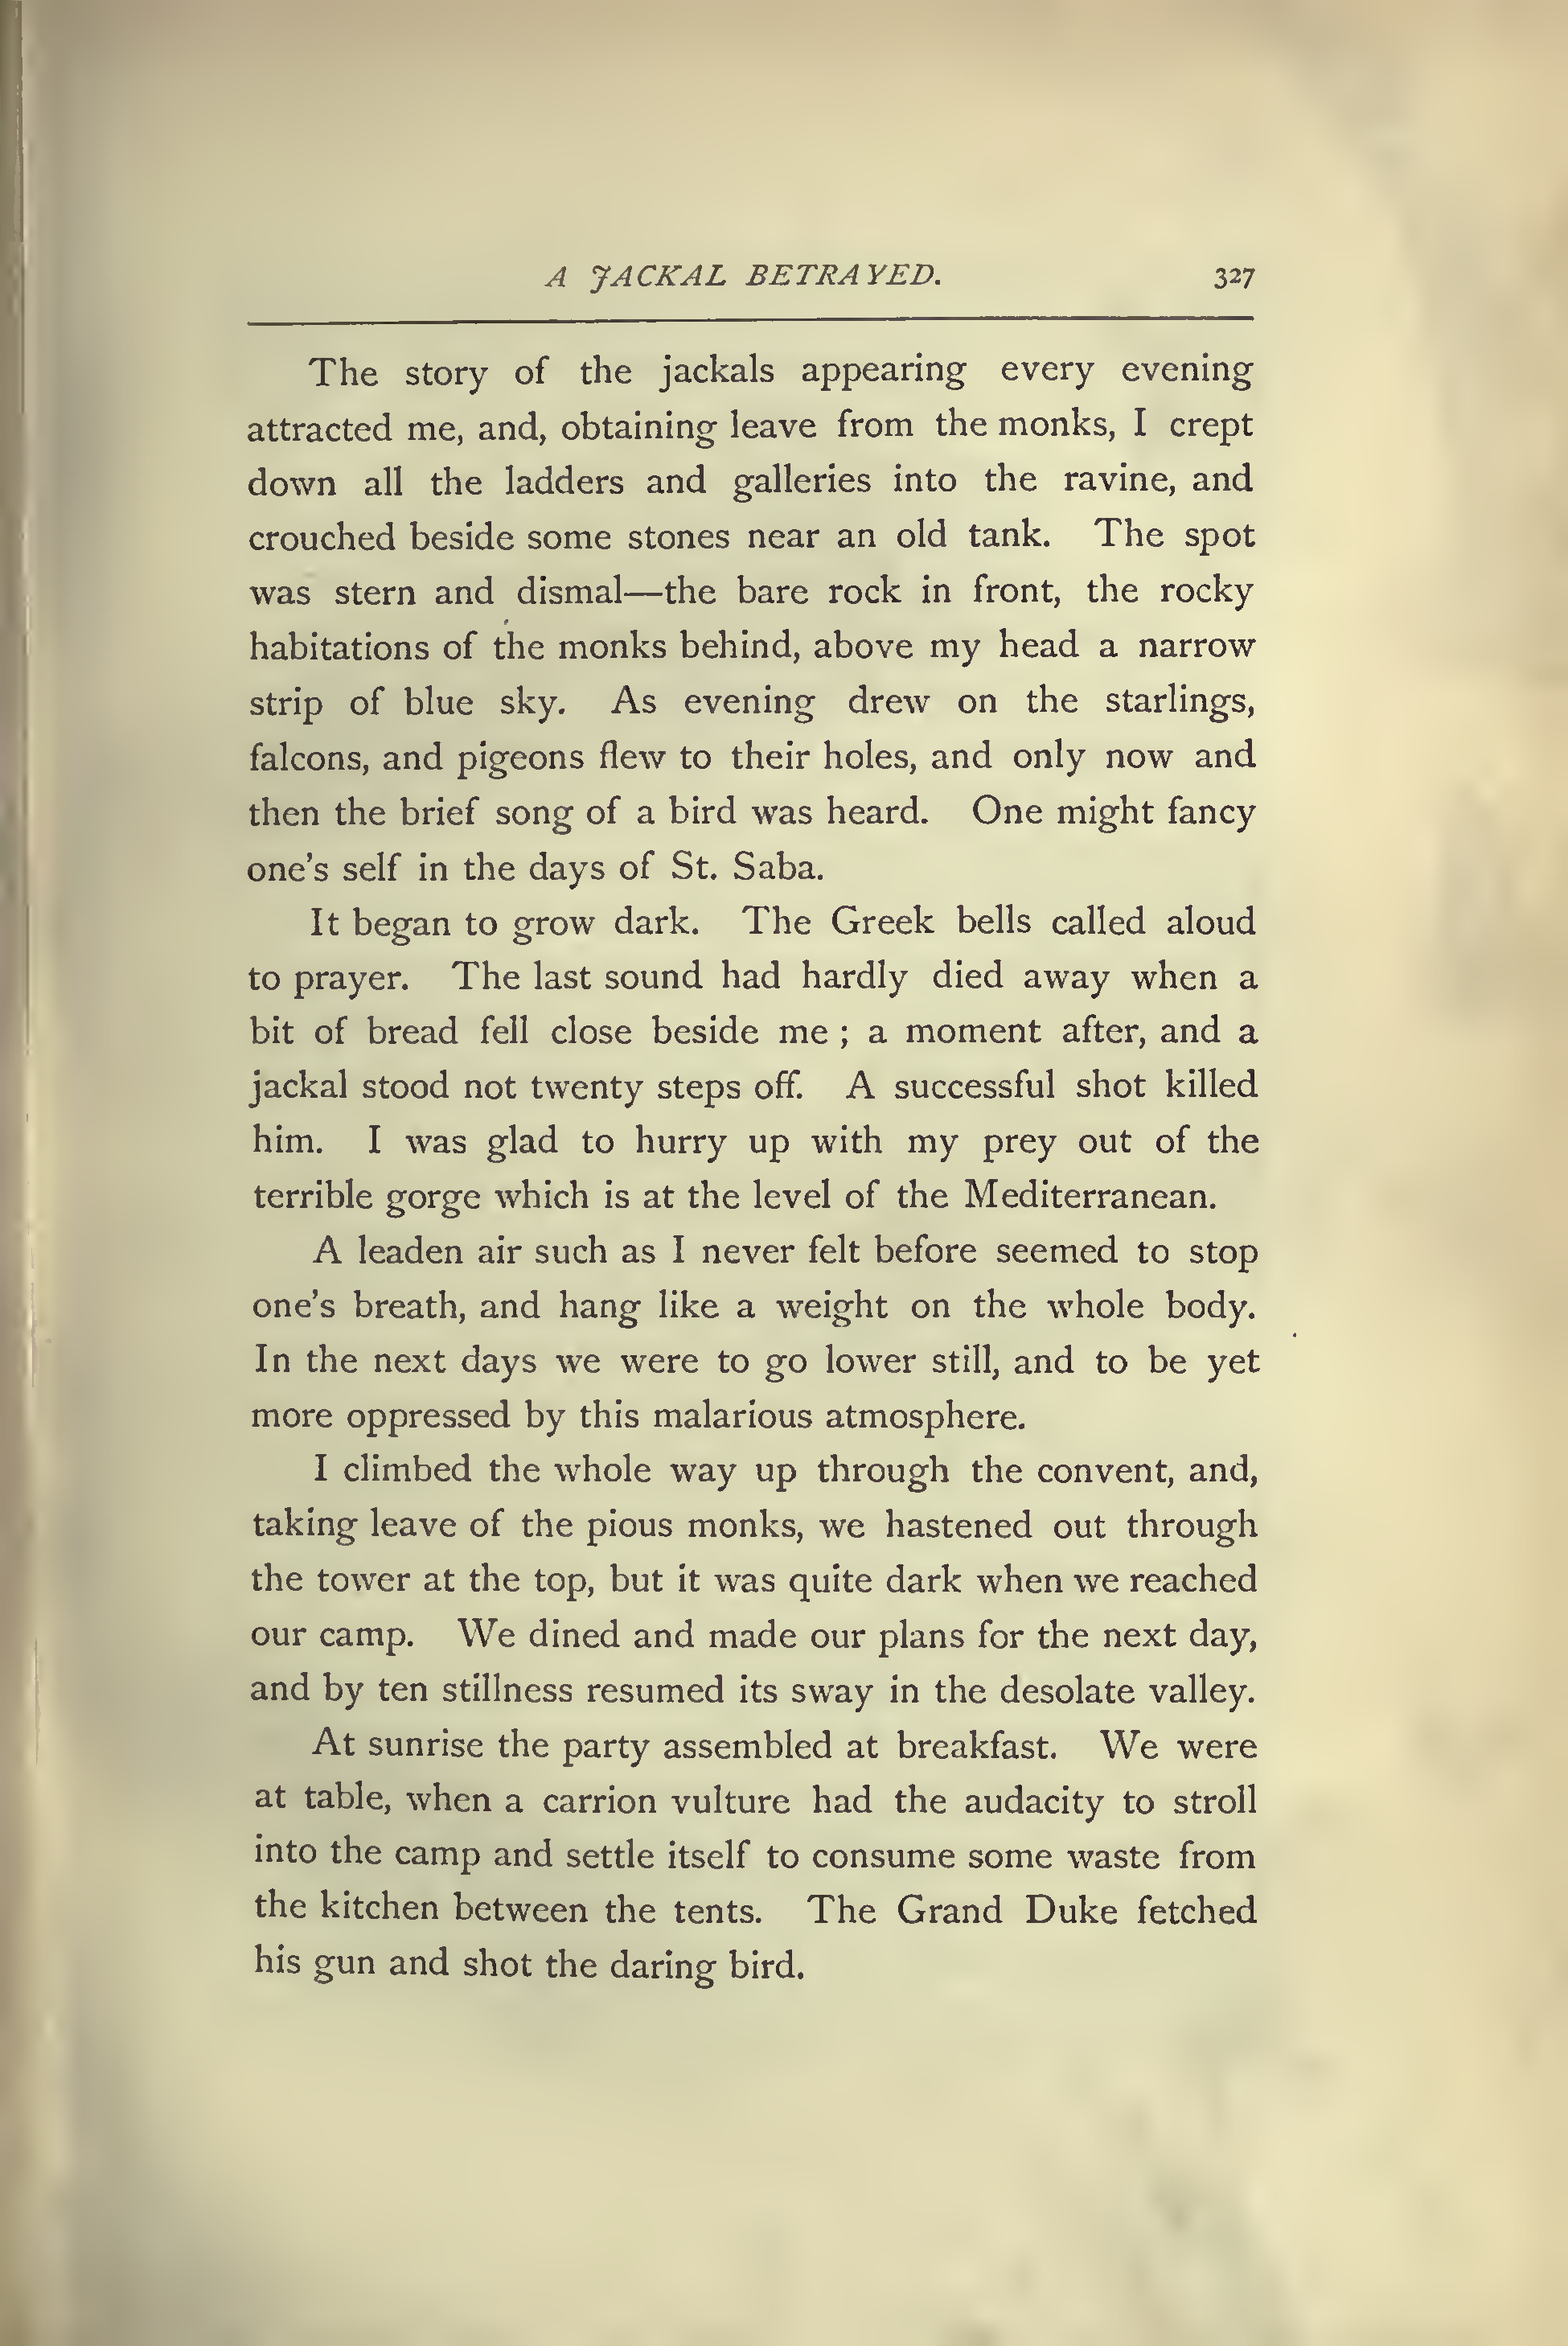 A JACKAL BETRAYED. 327
The story of the jackals appearing every evening
attracted me, and, obtaining leave from the monks, I crept
down all the ladders and galleries into the ravine, and
crouched beside some stones near an old tank. The spot
was stern and dismal—the bare rock in front, the rocky
habitations of the monks behind, above my head a narrow
strip of blue sky. As evening drew on the starlings,
falcons, and pigeons flew to their holes, and only now and
then the brief song of a bird was heard. One might fancy
one's self in the days of St. Saba.
It began to grow dark. The Greek bells called aloud
to prayer. The last sound had hardly died away when a
bit of bread fell close beside me ; a moment after, and a
jackal stood not twenty steps off. A successful shot killed
him. I was glad to hurry up with my prey out of the
terrible gorge which is at the level of the Mediterranean.
A leaden air such as I never felt before seemed to stop
one's breath, and hang like a weight on the whole body.
In the next days we were to go lower still, and to be yet
more oppressed by this malarious atmosphere.
I climbed the whole way up through the convent, and,
taking leave of the pious monks, we hastened out through
the tower at the top, but it was quite dark when we reached
our camp. We dined and made our plans for the next day,
and by ten stillness resumed its sway in the desolate valley.
At sunrise the party assembled at breakfast. We were
at table, when a carrion vulture had the audacity to stroll
into the camp and settle itself to consume some waste from
the kitchen between the tents. The Grand Duke fetched
his gun and shot the daring bird.